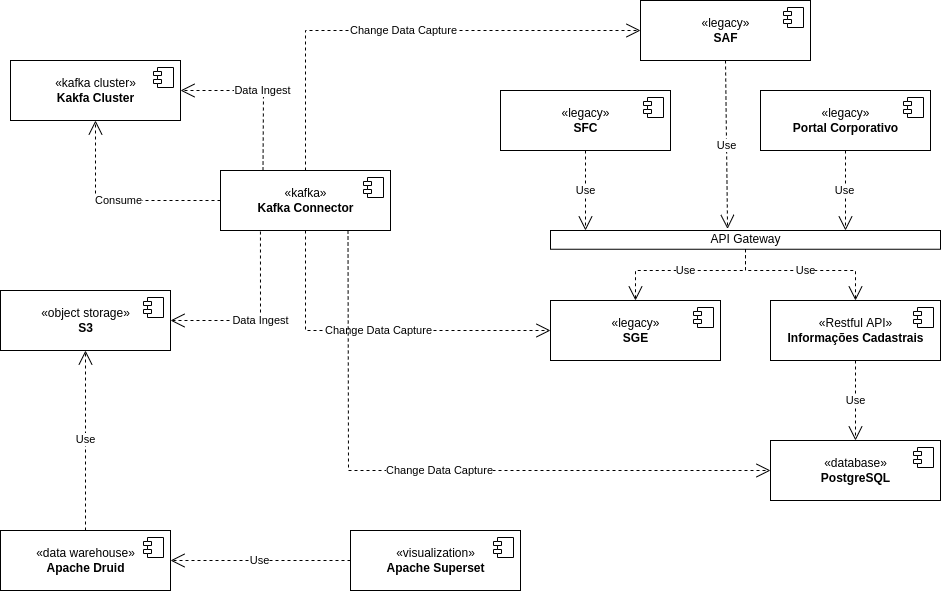 Change Data Capture
«legacy»
SAF
«kafka cluster»
Kakfa Cluster
Data Ingest
«legacy»
SFC
«legacy»
Portal Corporativo
Use
Consume
«kafka»
Kafka Connector
Use
Use
API Gateway
Use
Use
«object storage»
S3
Data Ingest
Change Data Capture
«legacy»
SGE
«Restful API»
Informações Cadastrais
Use
Use
Change Data Capture
«database»
PostgreSQL
«data warehouse»
Apache Druid
Use
«visualization»
Apache Superset